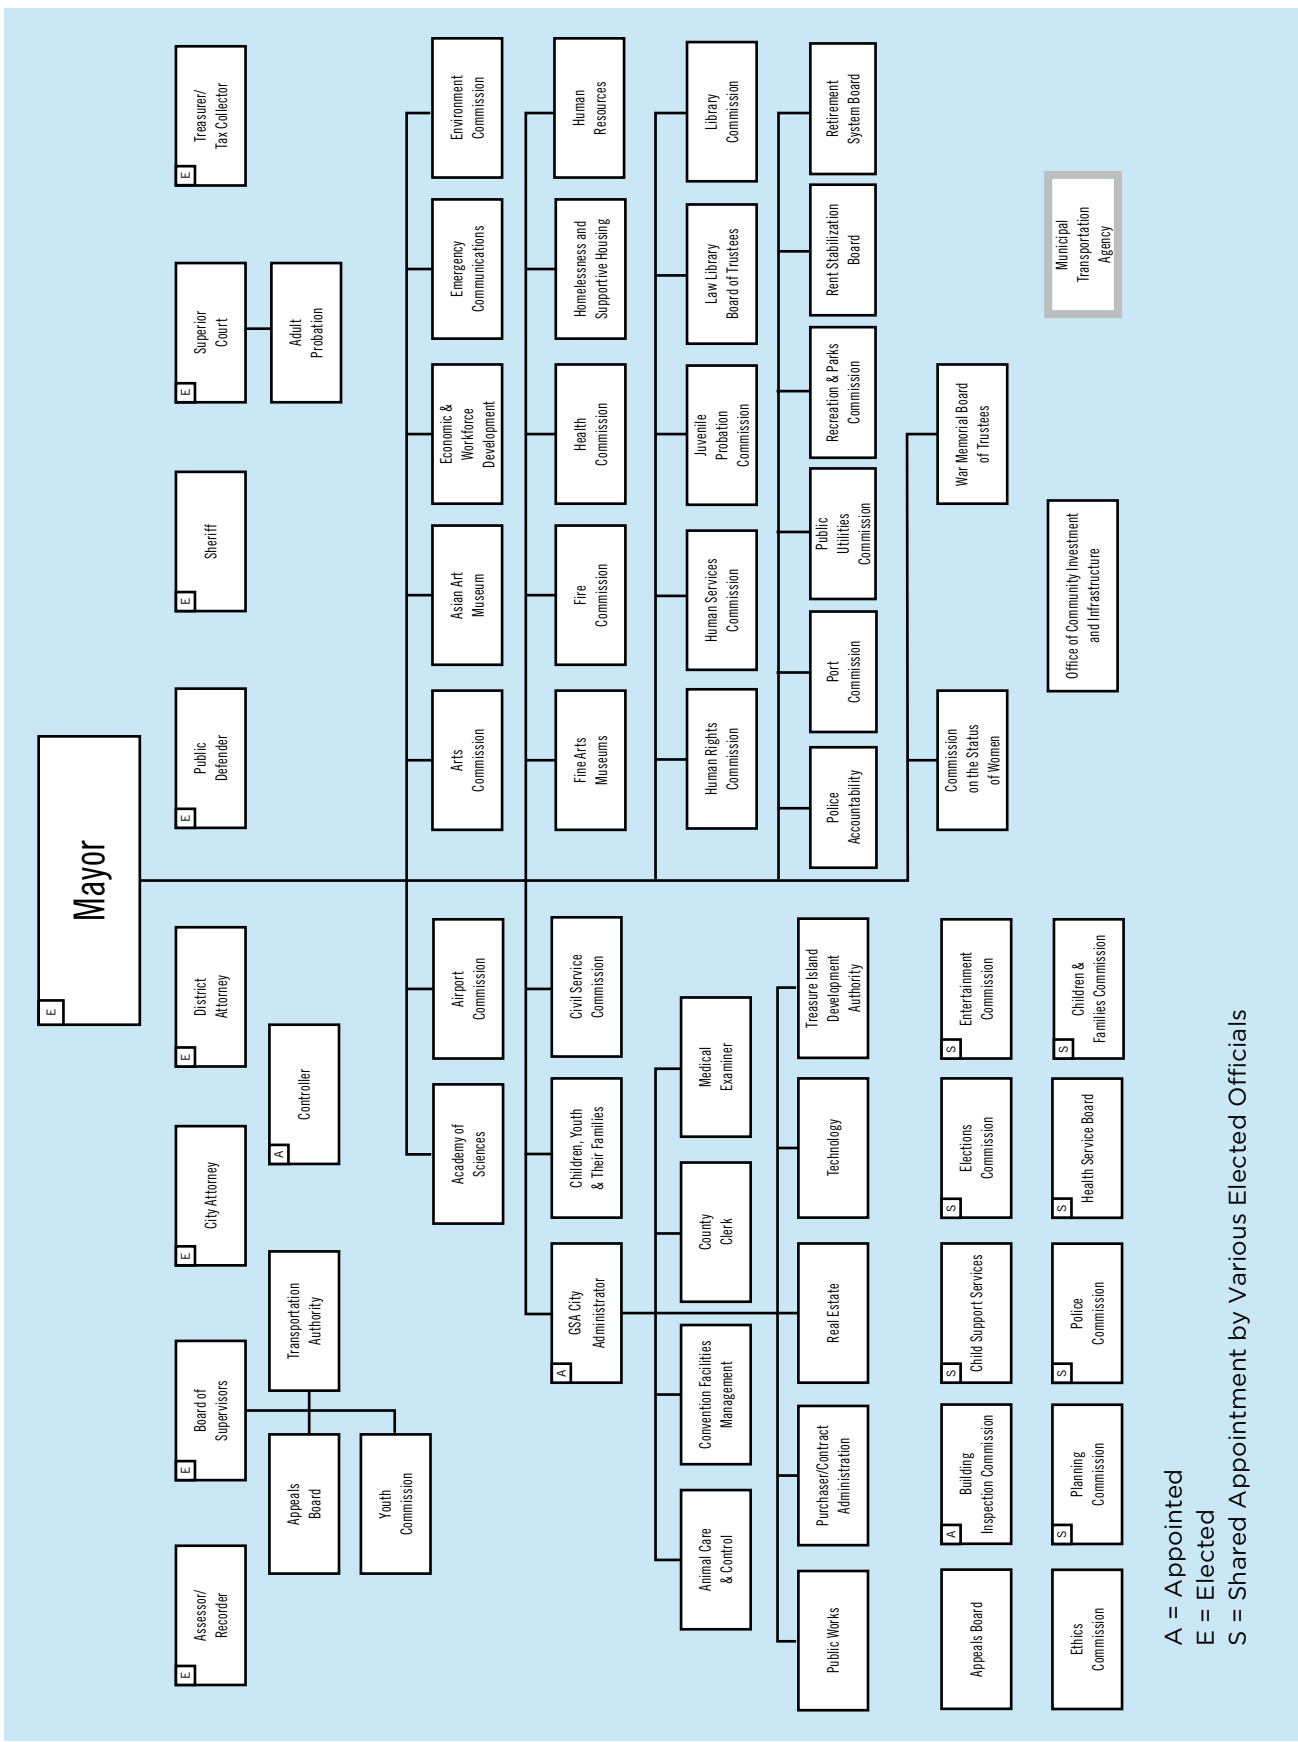 E
Mayor
E
Assessor/
Recorder
E
Board of
Supervisors
E
City Attorney
E
District
Attorney
E
Public
Defender
E
Sheriff
E
Superior
Court
E
Treasurer/
Tax Collector
Appeals
Board
Transportation
Authority
A
Controller
Adult
Probation
Youth
Commission
Academy of
Sciences
Airport
Commission
Arts
Commission
Asian Art
Museum
Economic &
Workforce
Development
Emergency
Communications
Environment
Commission
A
GSA City
Administrator
Children, Youth
& Their Families
Civil Service
Commission
Fine Arts
Museums
Fire
Commission
Health
Commission
Homelessness and
Supportive Housing
Human
Resources
Animal Care
& Control
Convention Facilities
Management
County
Clerk
Medical
Examiner
Human Rights
Commission
Human Services
Commission
Juvenile
Probation
Commission
Law Library
Board of Trustees
Library
Commission
Public Works
Purchaser/Contract
Administration
Real Estate
Technology
Treasure Island
Development
Authority
Police
Accountability
Port
Commission
Public
Utilities
Commission
Recreation & Parks
Commission
Rent Stabilization
Board
Retirement
System Board
Appeals Board
A
Building
Inspection Commission
S
Child Support Services
S
Elections
Commission
S
Entertainment
Commission
Commission
on the Status
of Women
War Memorial Board
of Trustees
Ethics
Commission
S
Planning
Commission
S
Police
Commission
S
Health Service Board
S
Children &
Families Commission
Office of Community Investment
and Infrastructure
Municipal
Transportation
Agency
A = Appointed
E = Elected
S = Shared Appointment by Various Elected Officials